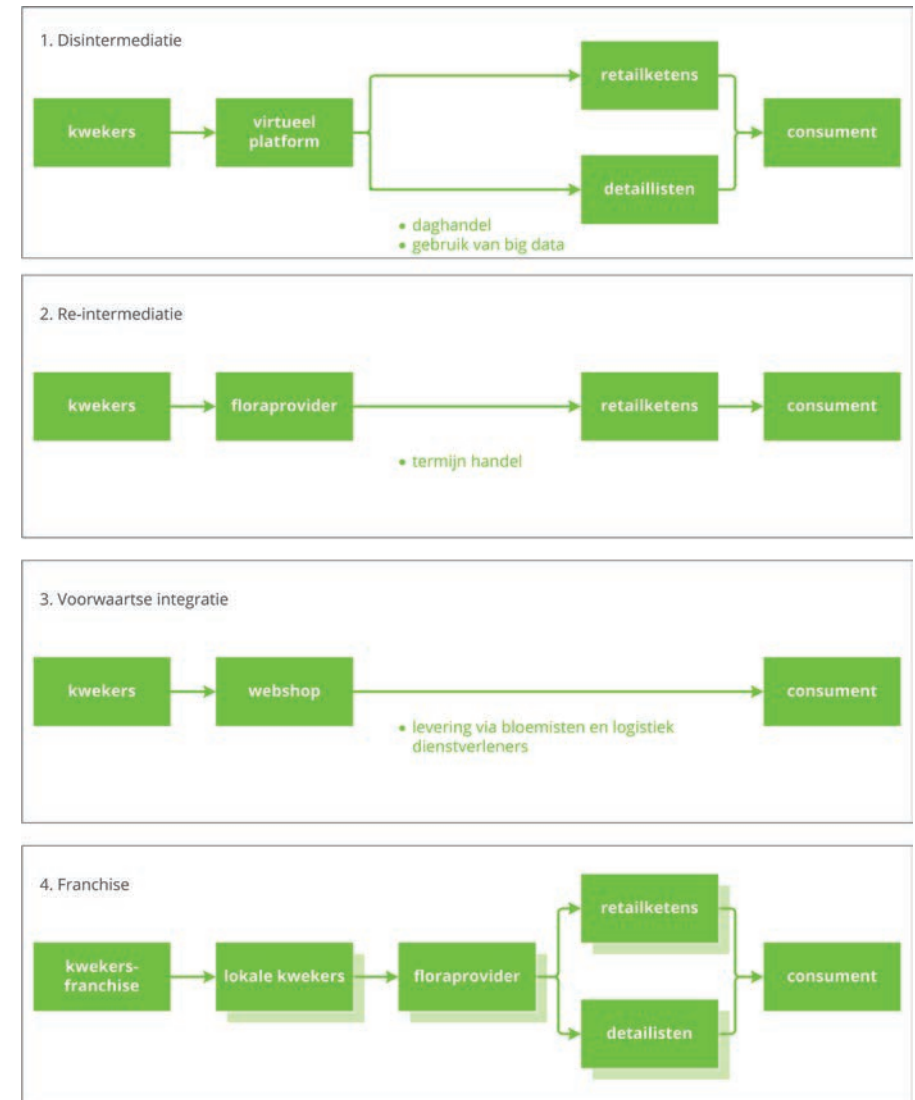 1. Disintermediatie
retailketens
kwekers
virtueel
platform
consument
detaillisten
• daghandel
• gebruik van big data
2. Re-intermediatie
kwekers
floraprovider
retailketens
consument
• termijn handel
3. Voorwaartse integratie
kwekers
webshop
consument
• levering via bloemisten en logistiek
dienstverleners
4. Franchise
retailketens
kwekers-
franchise
lokale kwekers
floraprovider
consument
detailisten